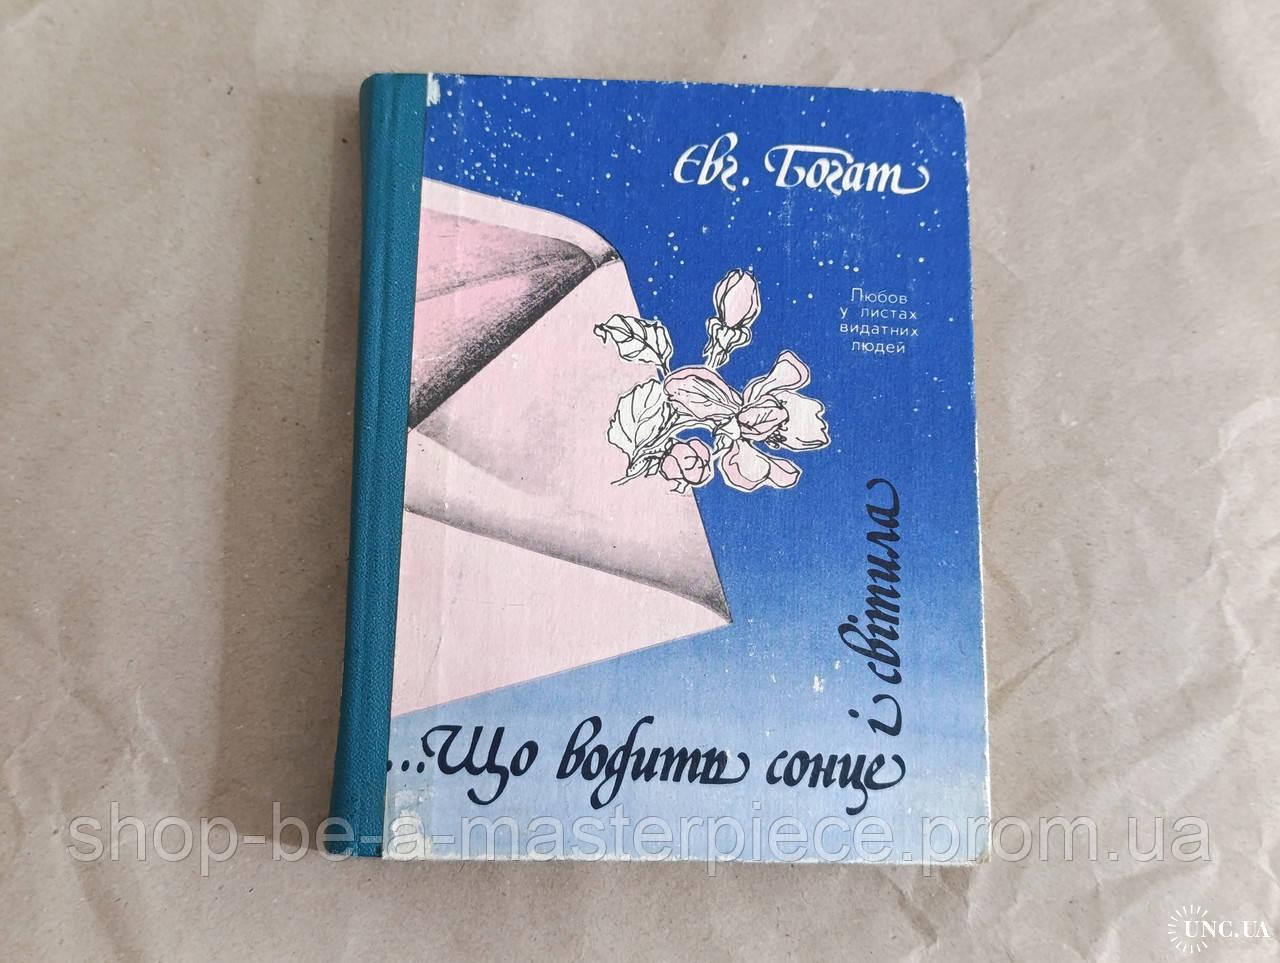 Євг. Богат
Любов
у листах
видатних
людей
...Що водить сонце
і світила
shop-be-a-masterpiece.prom.ua
UNC.UA